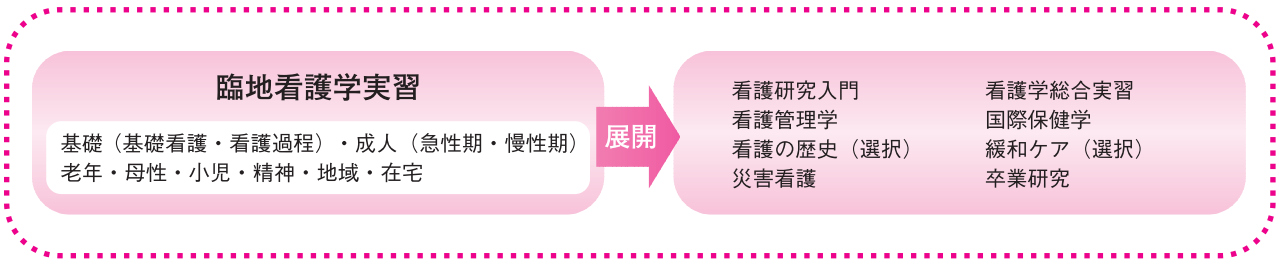 臨地看護学実習
基礎（基礎看護・看護過程）・成人（急性期・慢性期）
老年・母性・小児・精神・地域・在宅
展開
看護研究入門
看護管理学
看護の歴史（選択）
災害看護
看護学総合実習
国際保健学
緩和ケア（選択）
卒業研究